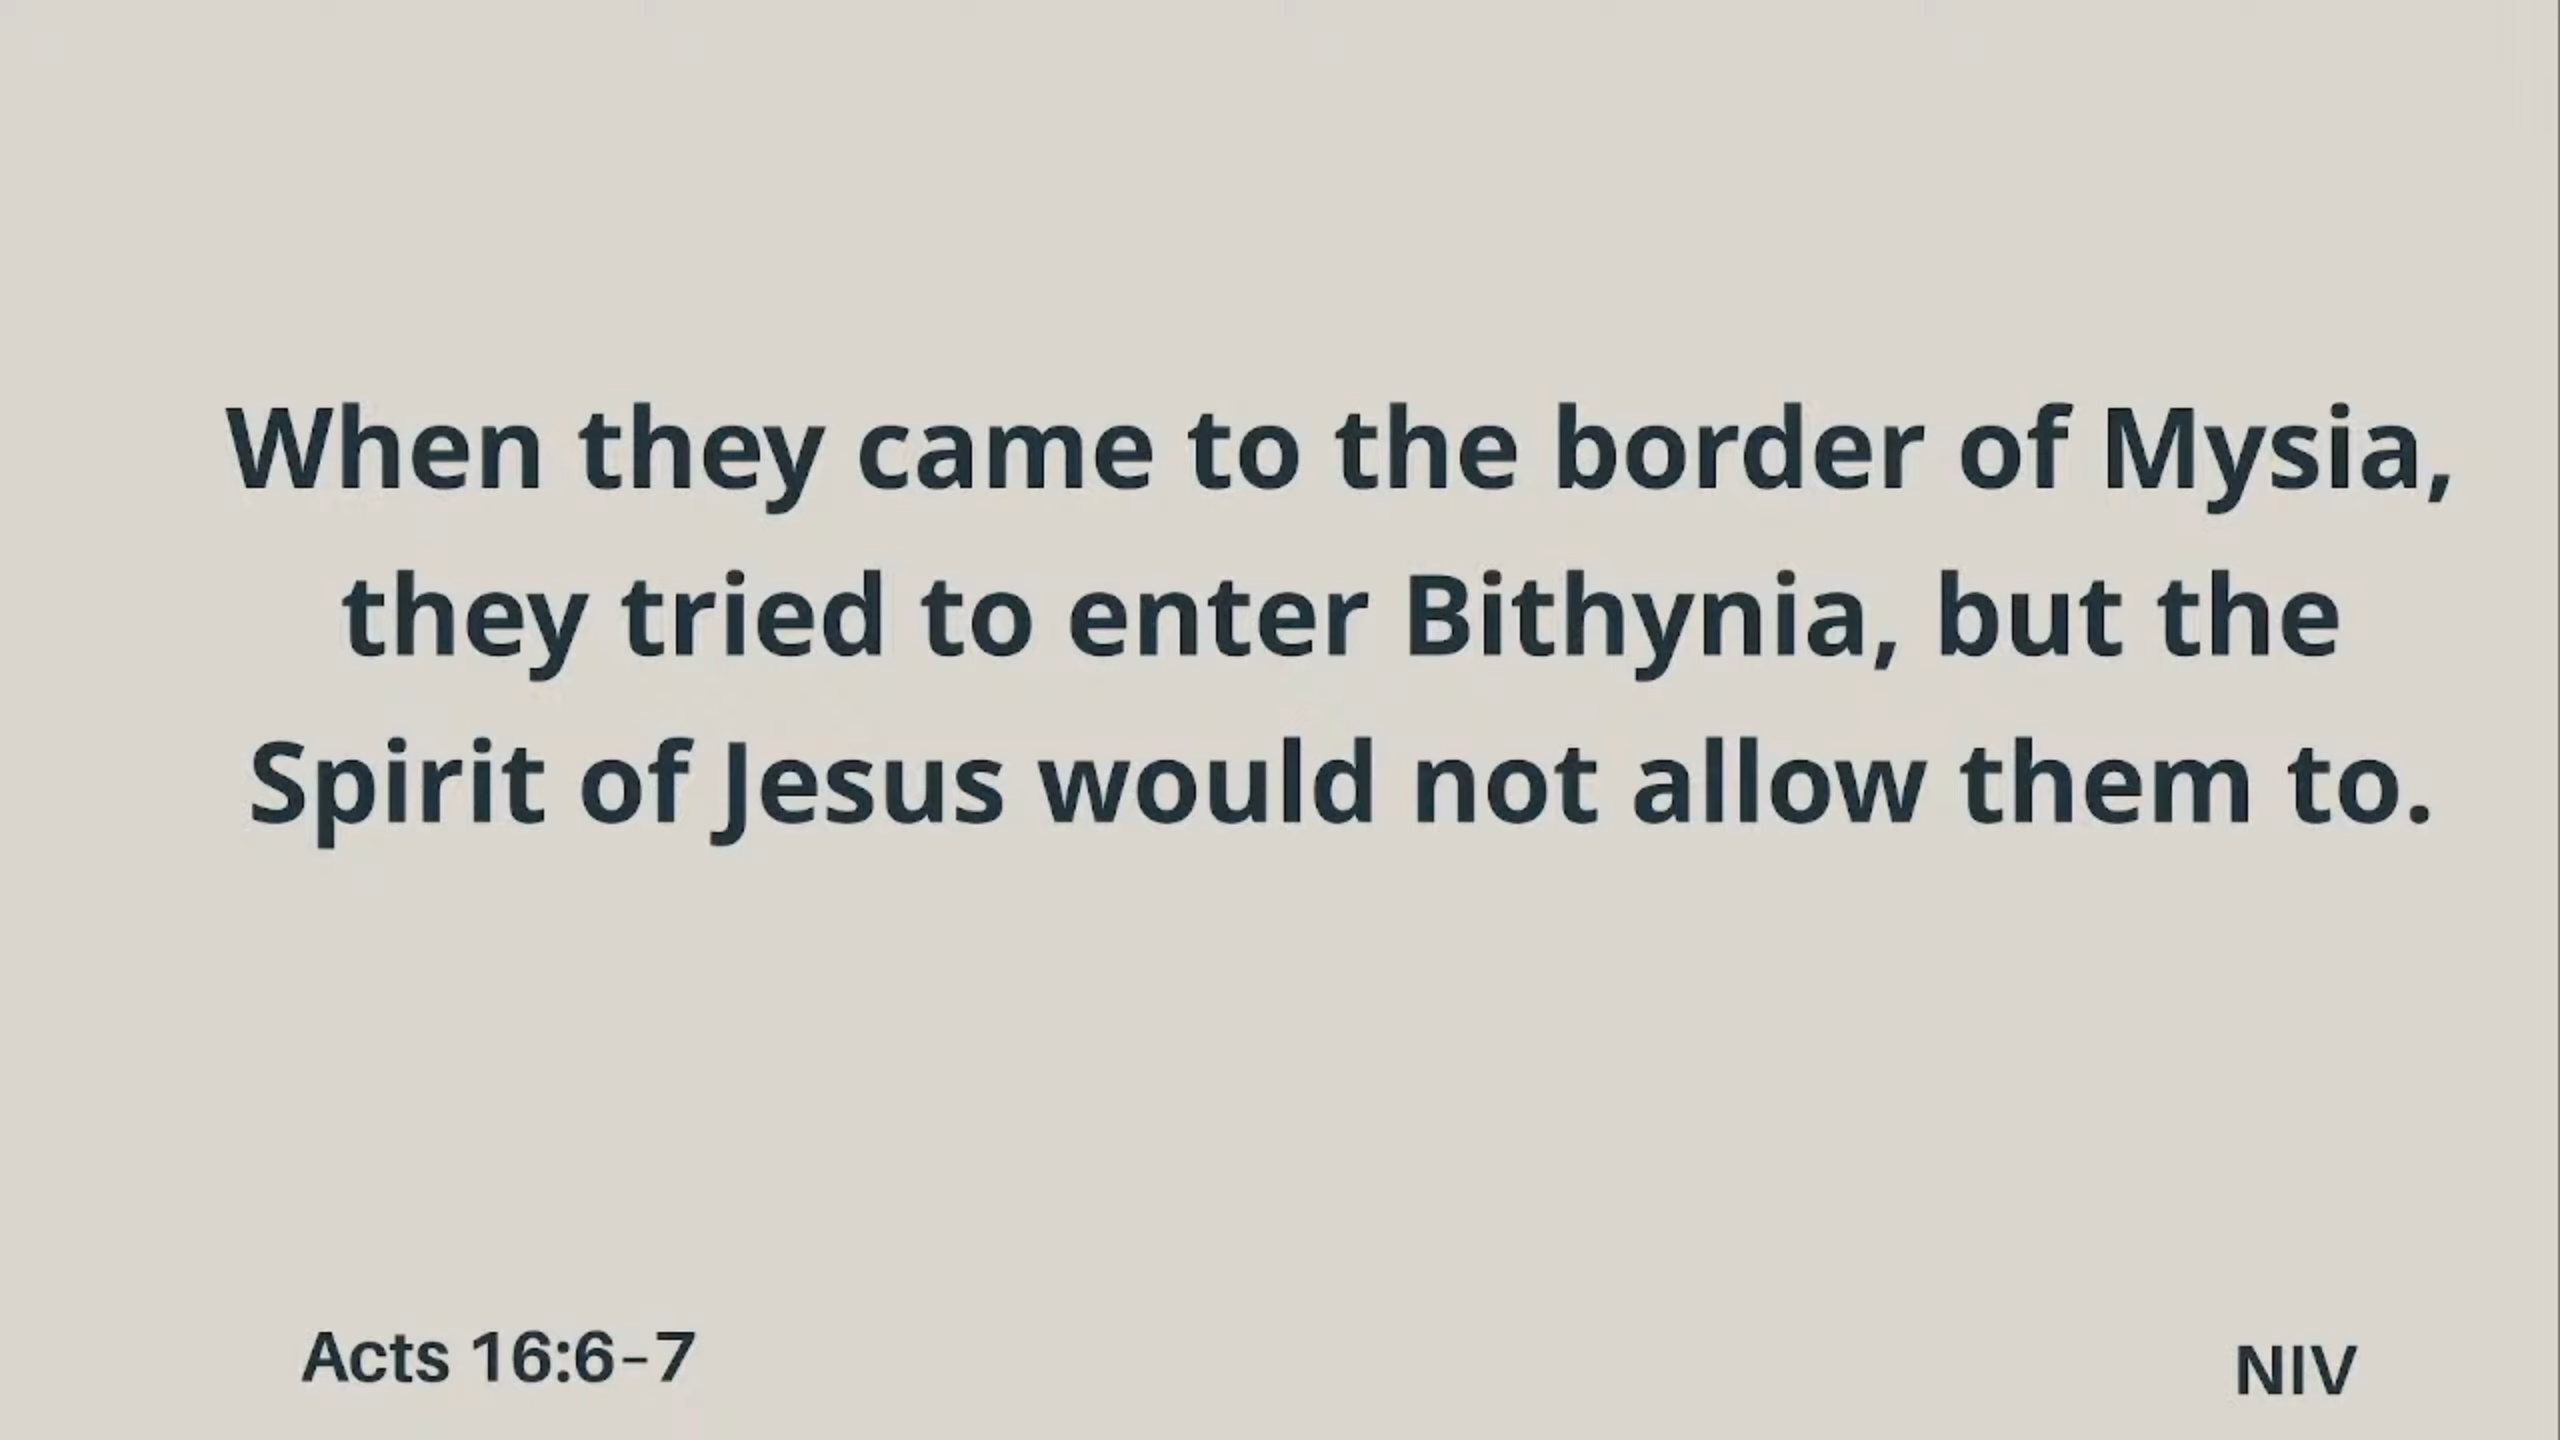 When they came to the border of Mysia,
they tried to enter Bithynia, but the
Spirit of Jesus would not allow them to.
Acts 16:6-7
NIV